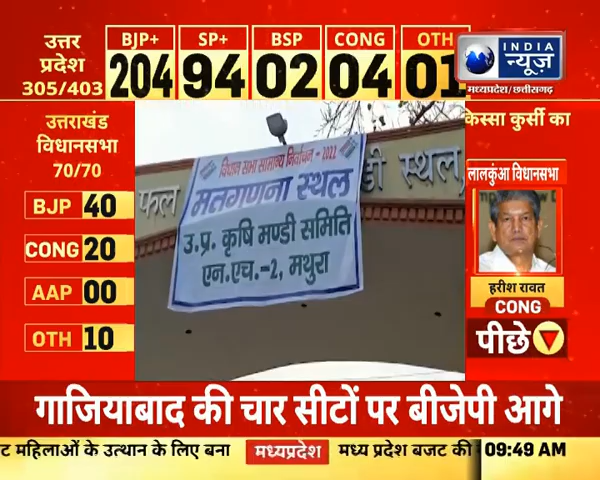 उत्तर
प्रदेश
305/403
BJP+ SP+ BSP CONG OTH
204 94 02 04 01
INDIA
न्यूज़
मध्यप्रदेश/छत्तीसगढ़
उत्तराखंड
विधानसभा
70/70
BJP 40
CONG 20
AAP 00
OTH 10
विधान सभा सामान्य निर्वाचन - 2022
मतगणना स्थल
उ.प्र. कृषि मण्डी समिति
एन.एच.-2, मथुरा
फल
डी स्थल,
किस्सा कुर्सी का
लालकुंआ विधानसभा
हरीश रावत
CONG
पीछे
गाजियाबाद की चार सीटों पर बीजेपी आगे
ट महिलाओं के उत्थान के लिए बना मध्यप्रदेश मध्य प्रदेश बजट की 09:49 AM